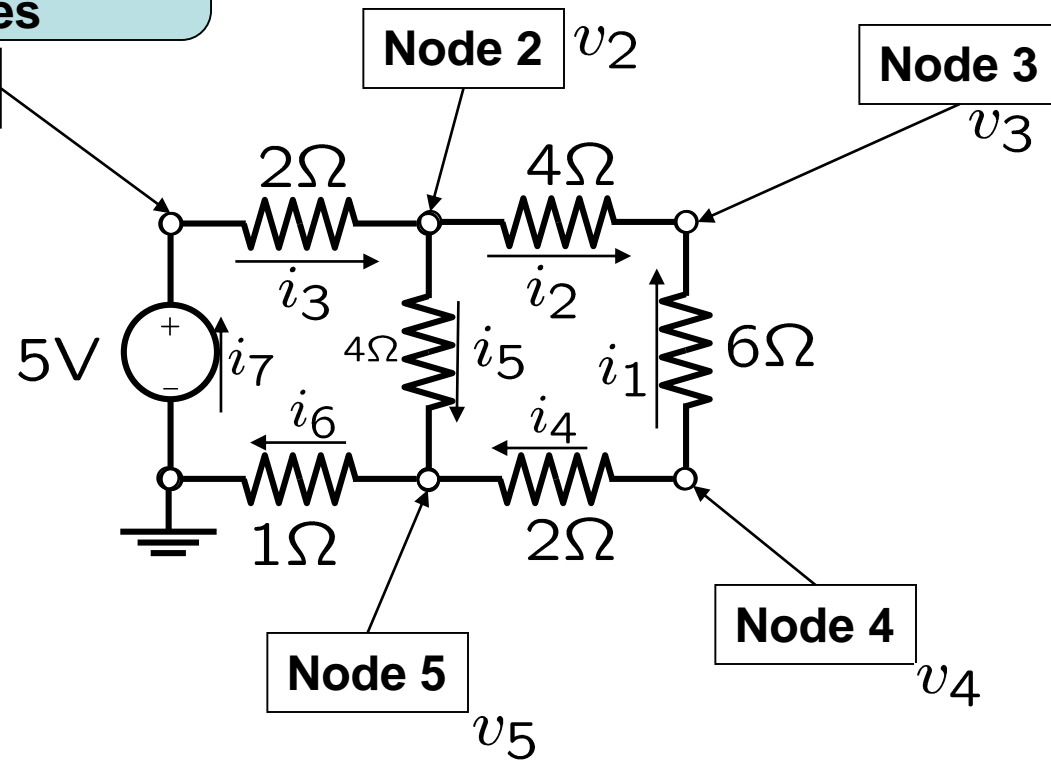 es
Node 2
v2
Node 3
v3
2Ω
4Ω
i3
i2
5V
+
−
i7
4Ω
i5
i1
6Ω
i6
i4
1Ω
2Ω
Node 4
v4
Node 5
v5